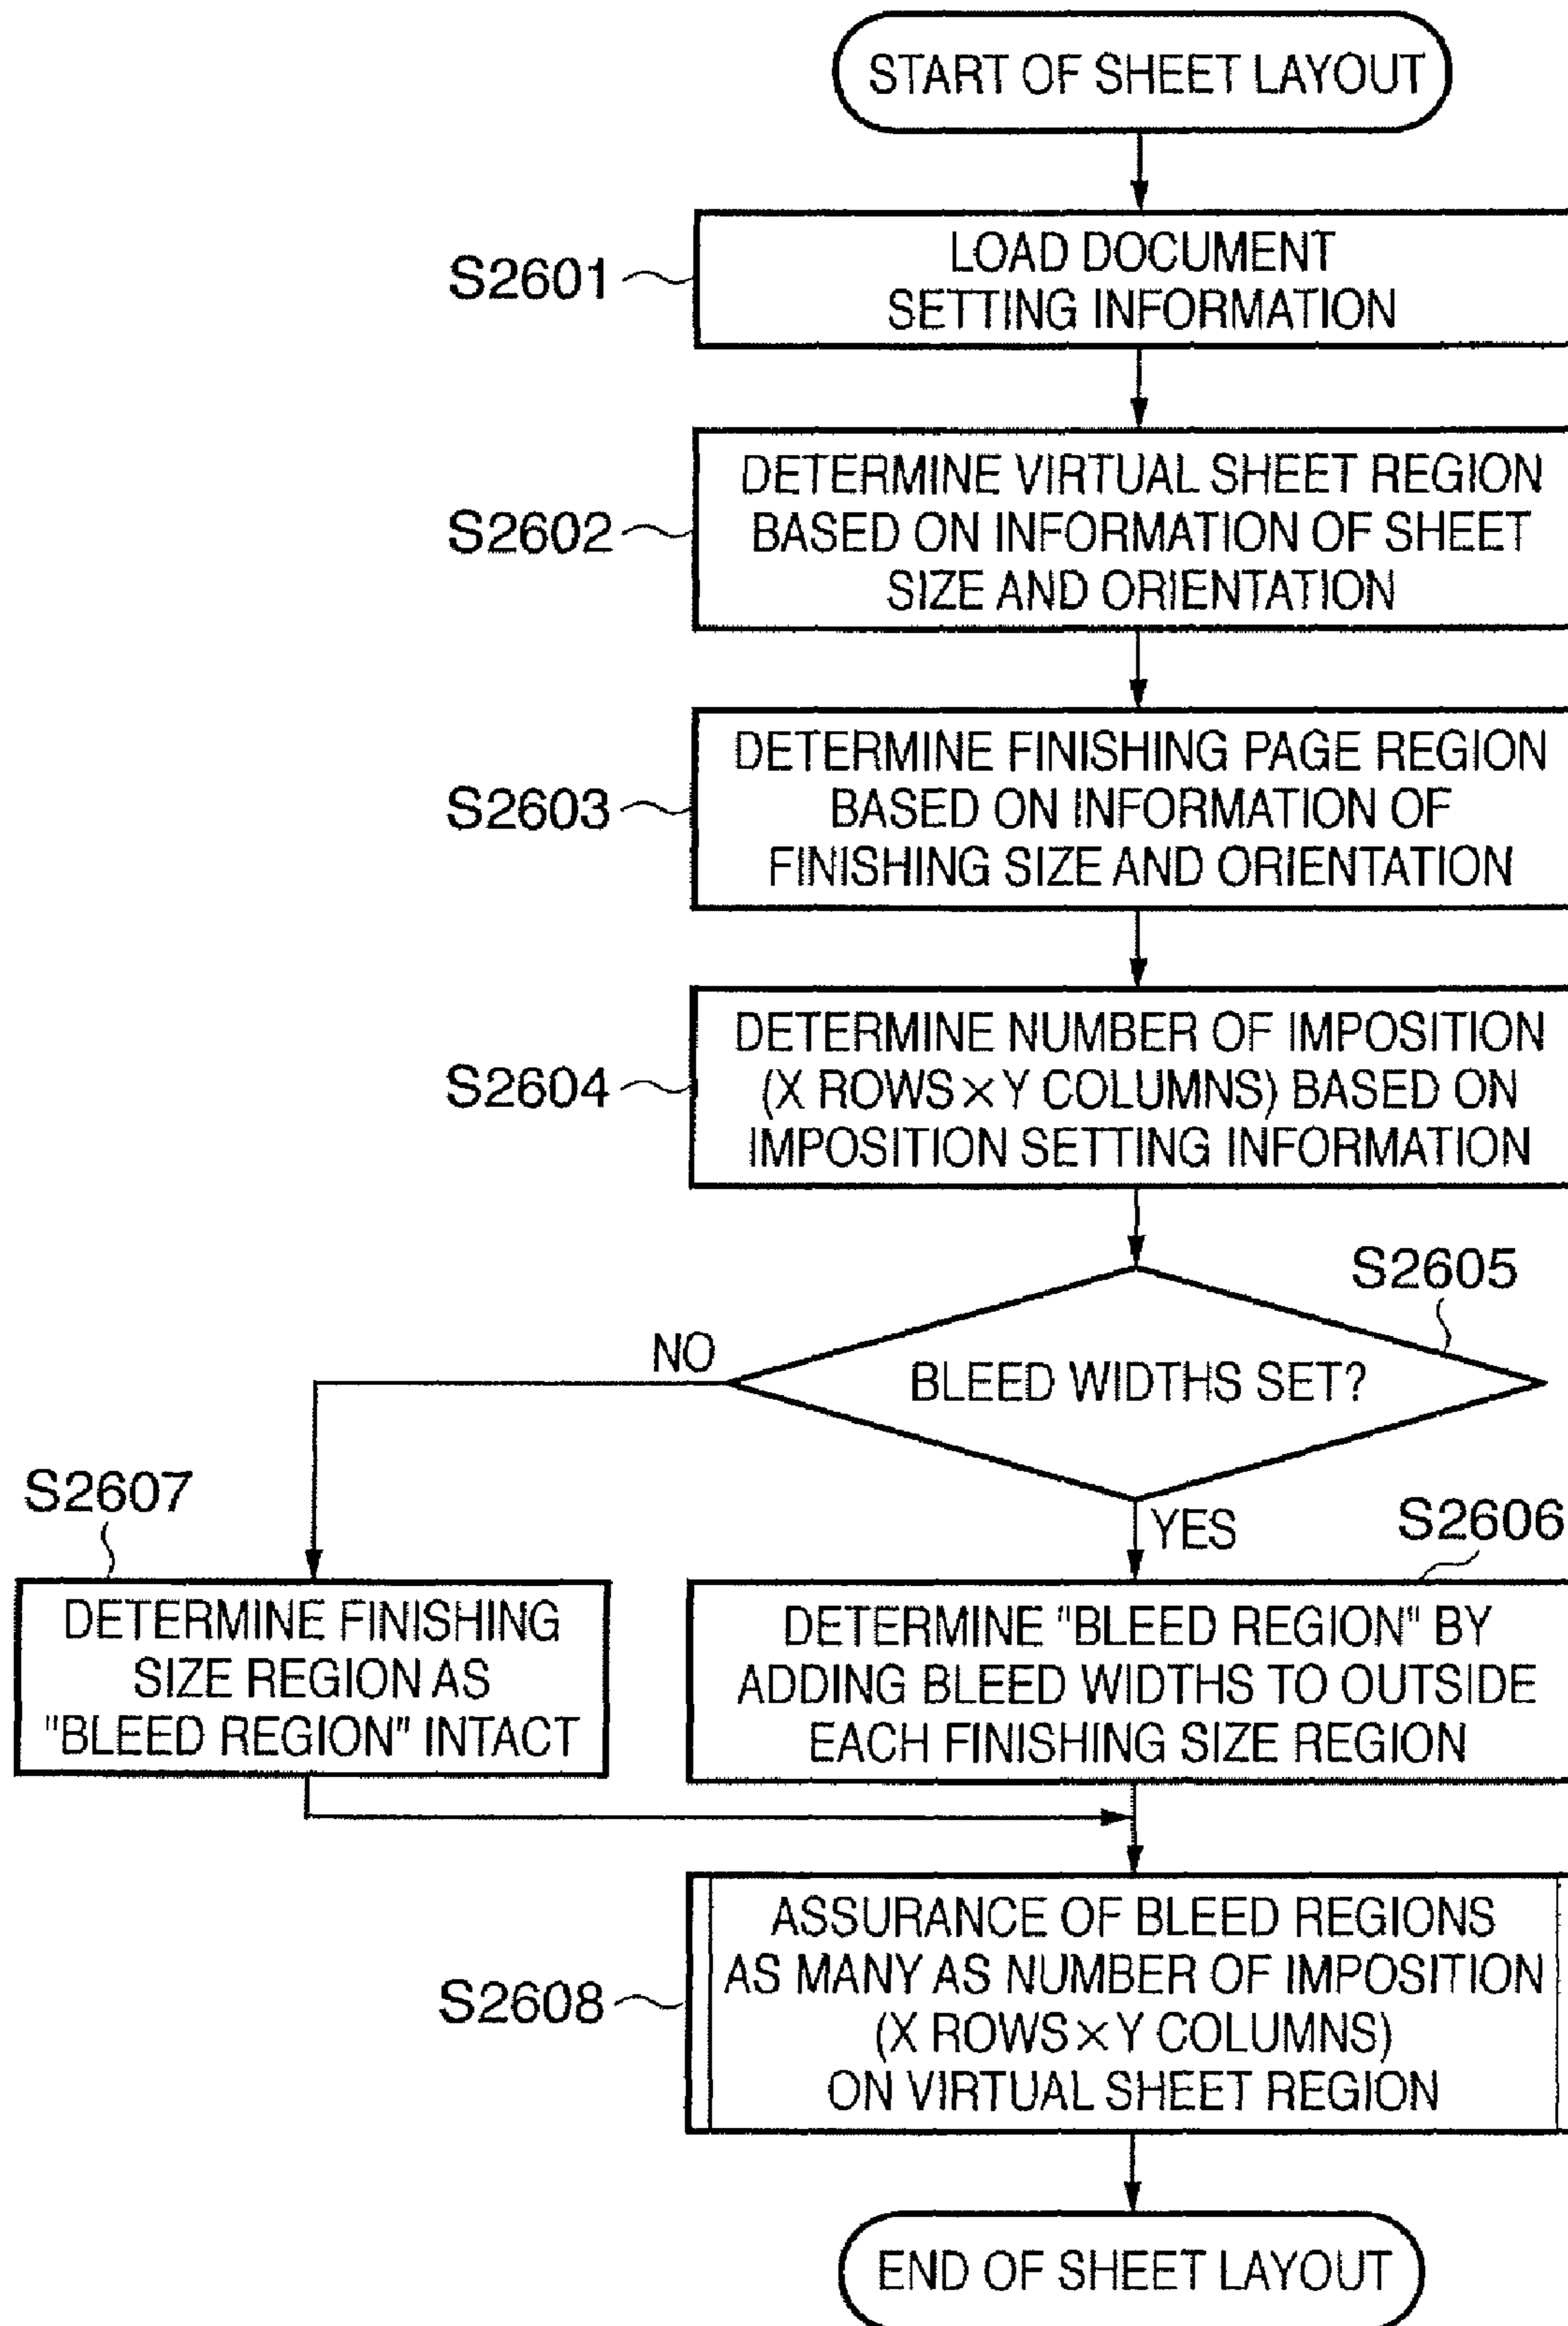 START OF SHEET LAYOUT
S2601
LOAD DOCUMENT
SETTING INFORMATION
S2602
DETERMINE VIRTUAL SHEET REGION
BASED ON INFORMATION OF SHEET
SIZE AND ORIENTATION
S2603
DETERMINE FINISHING PAGE REGION
BASED ON INFORMATION OF
FINISHING SIZE AND ORIENTATION
S2604
DETERMINE NUMBER OF IMPOSITION
(X ROWS×Y COLUMNS) BASED ON
IMPOSITION SETTING INFORMATION
S2605
BLEED WIDTHS SET?
NO
YES
S2607
DETERMINE FINISHING
SIZE REGION AS
"BLEED REGION" INTACT
S2606
DETERMINE "BLEED REGION" BY
ADDING BLEED WIDTHS TO OUTSIDE
EACH FINISHING SIZE REGION
S2608
ASSURANCE OF BLEED REGIONS
AS MANY AS NUMBER OF IMPOSITION
(X ROWS×Y COLUMNS)
ON VIRTUAL SHEET REGION
END OF SHEET LAYOUT